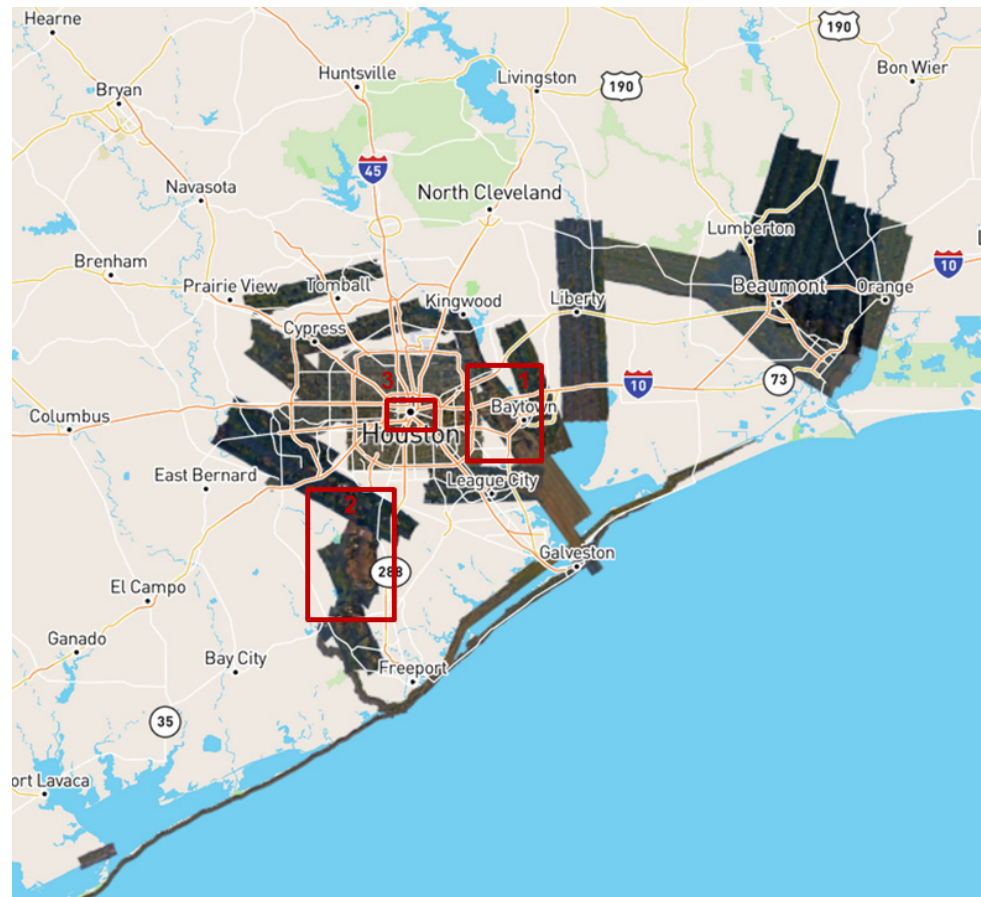 Hearne
190
Bon Wier
Huntsville
Livingston
190
Bryan
45
Navasota
North Cleveland
Lumberton
10
Brenham
Prairie View
Tomball
Kingwood
Liberty
Beaumont
Orange
Cypress
3
1
10
73
Columbus
Baytown
Houston
East Bernard
League City
2
Galveston
288
El Campo
Ganado
Bay City
Freeport
35
ort Lavaca